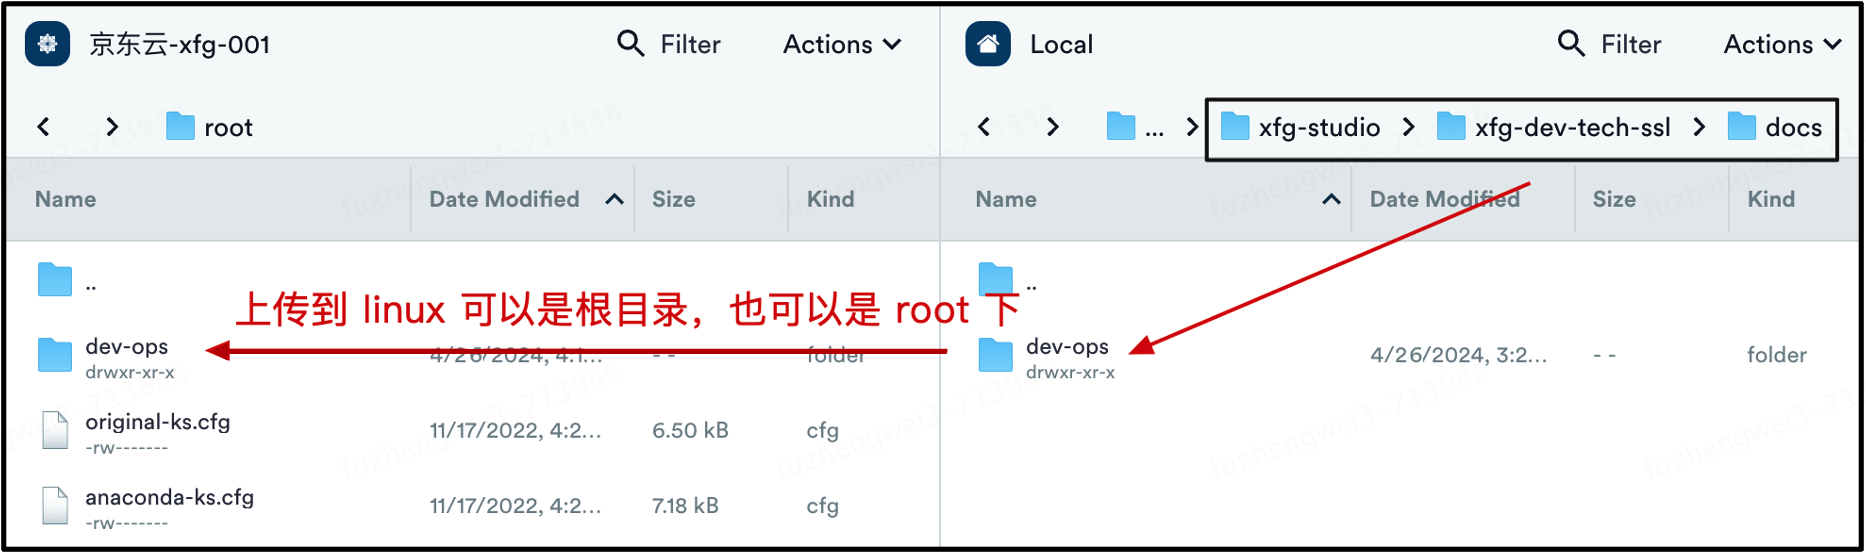 京东云-xfg-001
Filter
Actions
root
Name
Date Modified
Size
Kind
..
上传到 linux 可以是根目录，也可以是 root 下
dev-ops
drwxr-xr-x
4/26/2024, 4:1...
- -
folder
original-ks.cfg
-rw-------
11/17/2022, 4:2...
6.50 kB
cfg
anaconda-ks.cfg
-rw-------
11/17/2022, 4:2...
7.18 kB
cfg
Local
Filter
Actions
...
xfg-studio
xfg-dev-tech-ssl
docs
Name
Date Modified
Size
Kind
..
dev-ops
drwxr-xr-x
4/26/2024, 3:2...
- -
folder
fuzhengwei3-713946